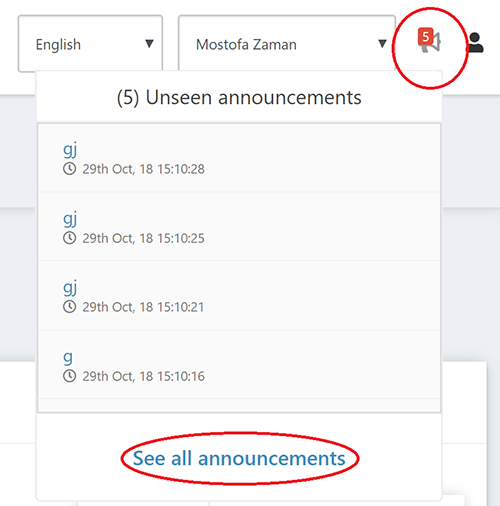 English ▼ Mostofa Zaman ▼ 5
(5) Unseen announcements
gj
29th Oct, 18 15:10:28
gj
29th Oct, 18 15:10:25
gj
29th Oct, 18 15:10:21
g
29th Oct, 18 15:10:16
See all announcements